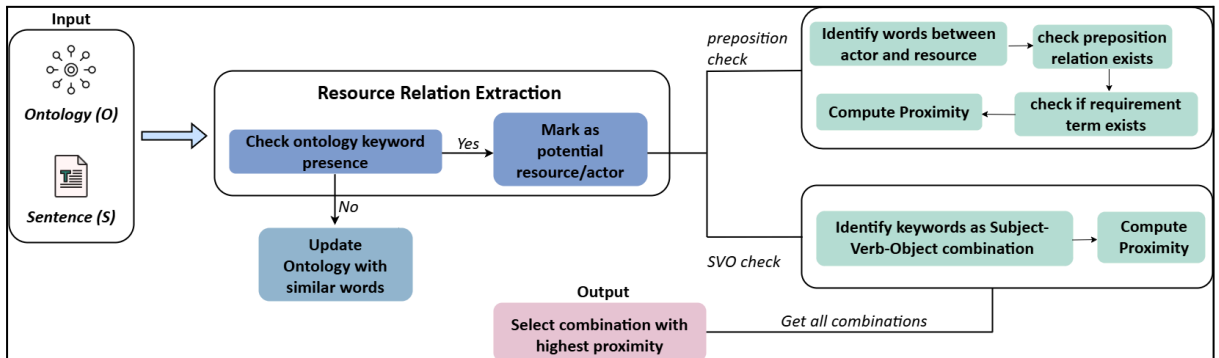 Input
Ontology (O)
Sentence (S)
Resource Relation Extraction
Check ontology keyword
presence
Yes
Mark as
potential
resource/actor
No
Update
Ontology with
similar words
preposition
check
Identify words between
actor and resource
check preposition
relation exists
check if requirement
term exists
Compute Proximity
SVO check
Identify keywords as Subject-
Verb-Object combination
Compute
Proximity
Get all combinations
Output
Select combination with
highest proximity